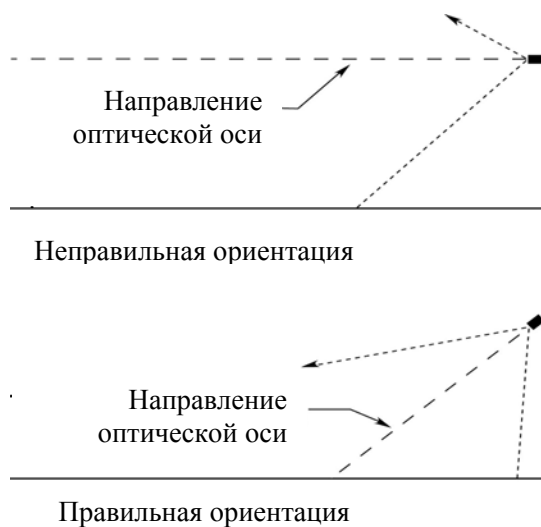 Направление
оптической оси
Неправильная ориентация
Направление
оптической оси
Правильная ориентация